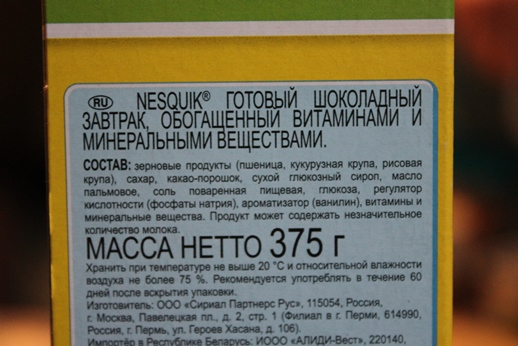 RU NESQUIK® ГОТОВЫЙ ШОКОЛАДНЫЙ
ЗАВТРАК, ОБОГАЩЕННЫЙ ВИТАМИНАМИ И
МИНЕРАЛЬНЫМИ ВЕЩЕСТВАМИ.
СОСТАВ: зерновые продукты (пшеница, кукурузная крупа, рисовая
крупа), сахар, какао-порошок, сухой глюкозный сироп, масло
пальмовое, соль поваренная пищевая, глюкоза, регулятор
кислотности (фосфаты натрия), ароматизатор (ванилин), витамины и
минеральные вещества. Продукт может содержать незначительное
количество молока.
МАССА НЕТТО 375 г
Хранить при температуре не выше 20 °С и относительной влажности
воздуха не более 75 %. Рекомендуется употребить в течение 60
дней после вскрытия упаковки.
Изготовитель: ООО «Сириал Партнерс Рус», 115054, Россия,
г. Москва, Павелецкая пл., д. 2, стр. 1 (Филиал в г. Перми, 614990,
Россия, г. Пермь, ул. Героев Хасана, д. 106).
Импортёр в Республику Беларусь: ИООО «АЛИДИ-Вест», 220140,